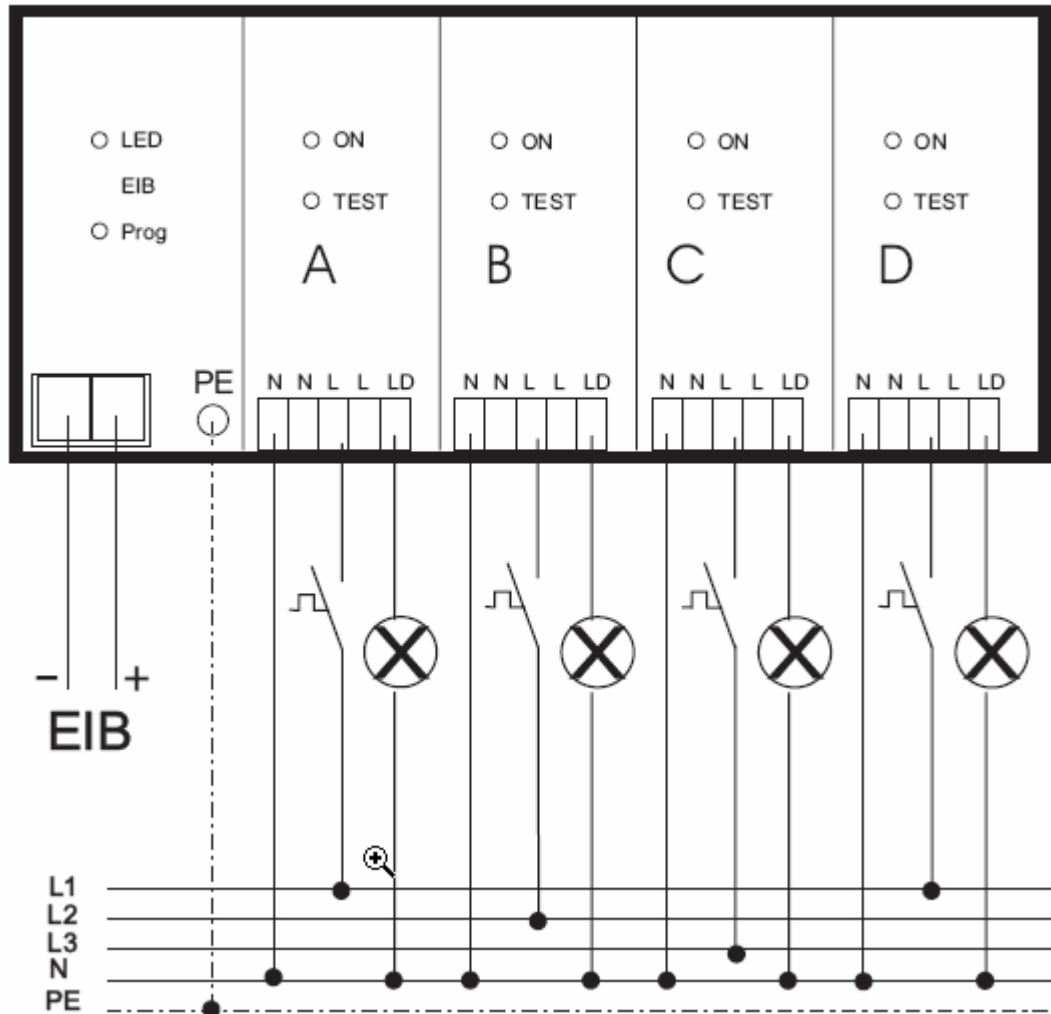 LED ON ON ON ON
EIB
Prog TEST TEST TEST TEST
A B C D
PE N N L L LD N N L L LD N N L L LD N N L L LD
- +
EIB
L1
L2
L3
N
PE